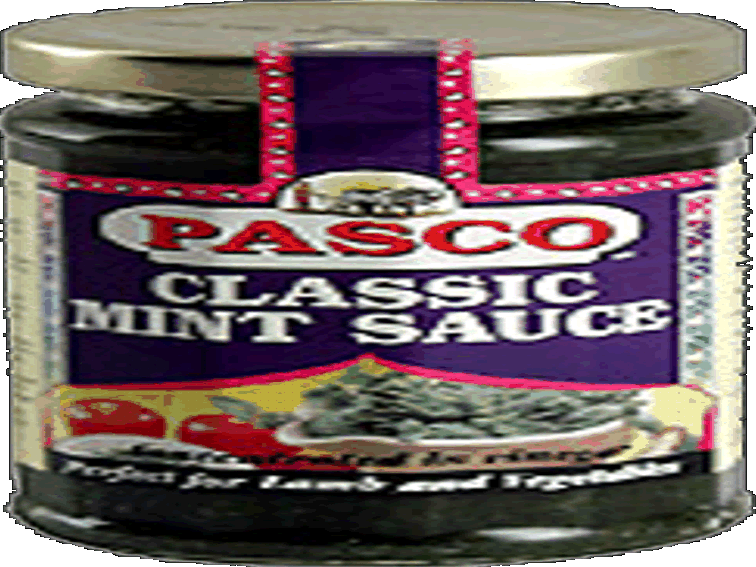 PASCO
CLASSIC
MINT SAUCE
Perfect for Lamb and Vegetables